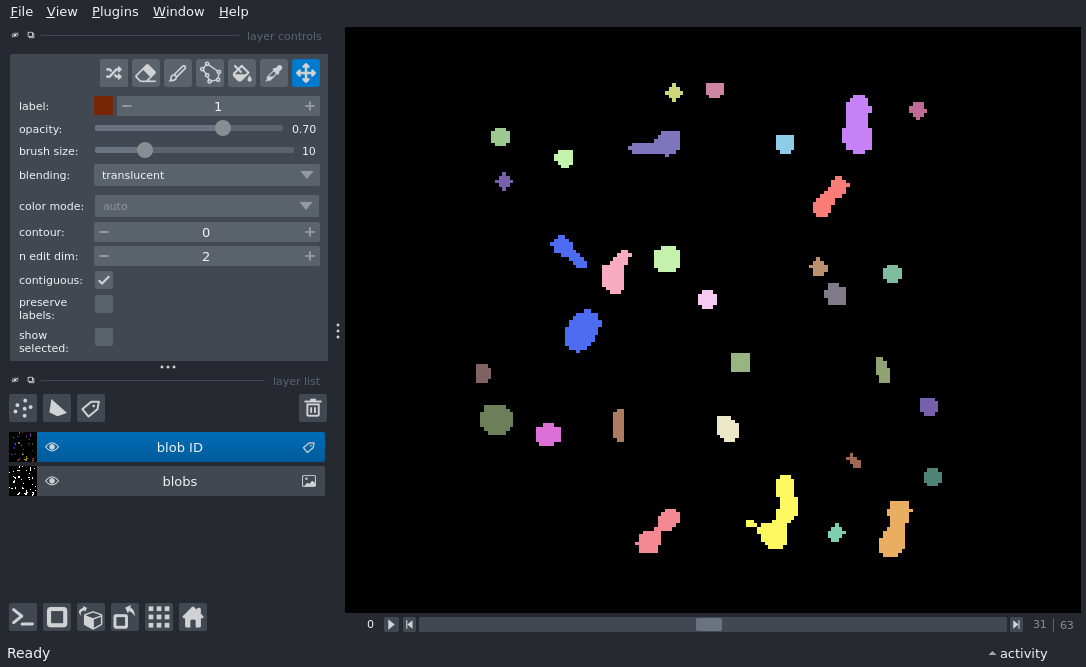 File View Plugins Window Help
layer controls
label: 1
opacity: 0.70
brush size: 10
blending: translucent
color mode: auto
contour: 0
n edit dim: 2
contiguous:
preserve
labels:
show
selected:
layer list
blob ID
blobs
0 31 | 63
Ready
activity